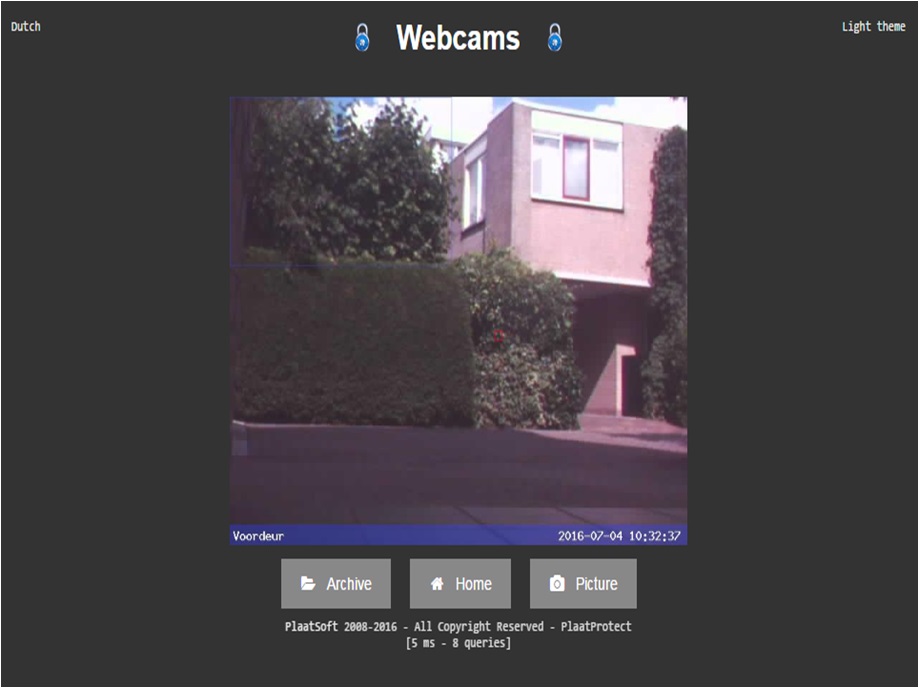 Dutch
Webcams
Light theme
Voordeur 2016-07-04 10:32:37
Archive Home Picture
PlaatSoft 2008-2016 - All Copyright Reserved - PlaatProtect
[5 ms - 8 queries]